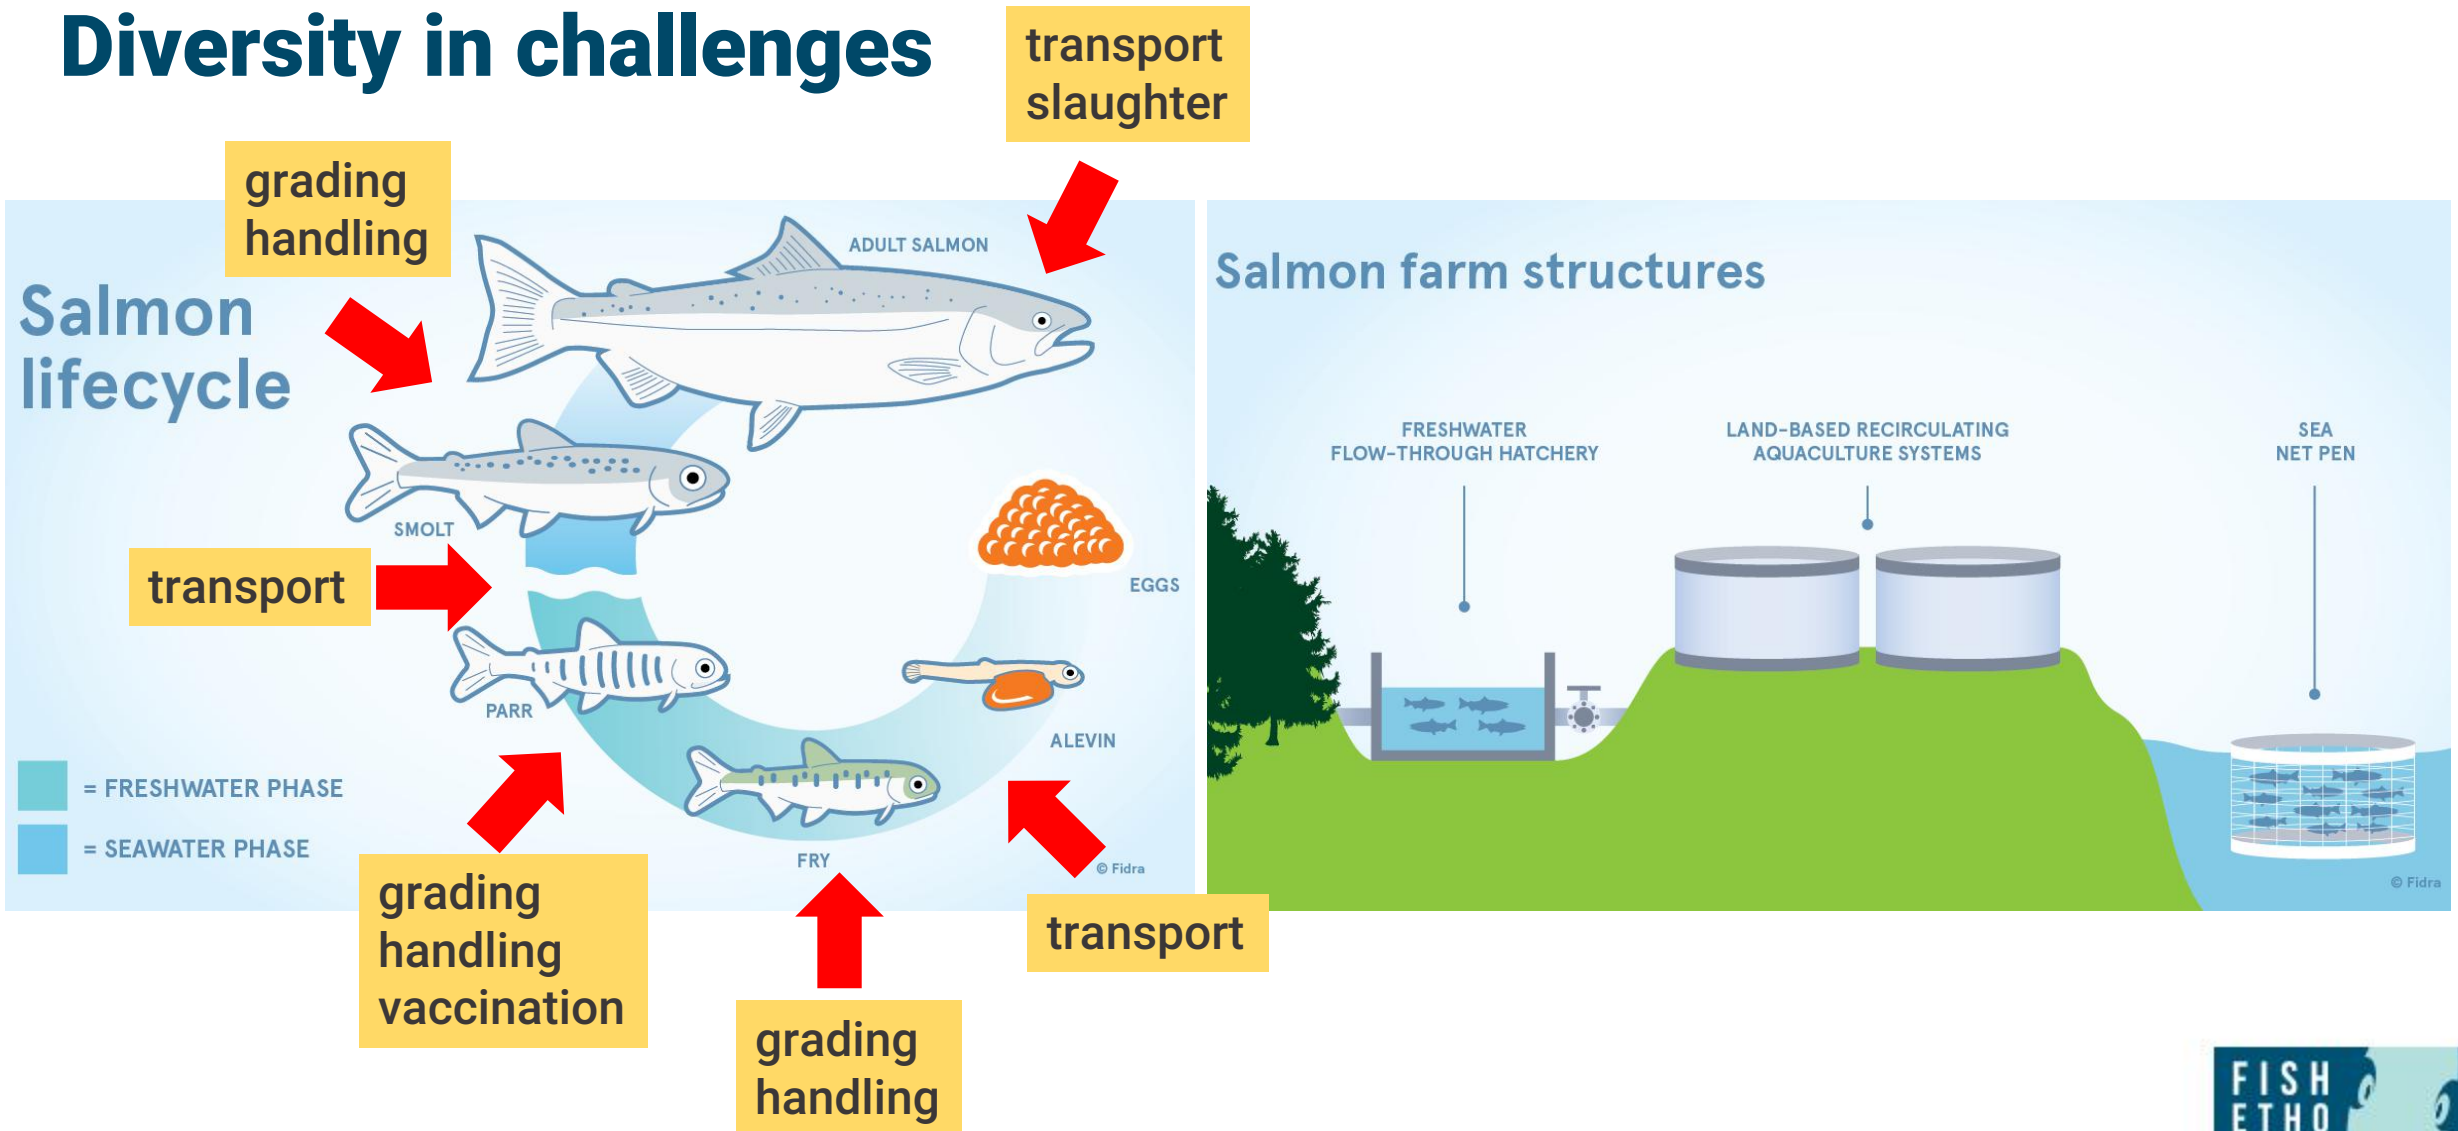 Diversity in challenges
transport
slaughter
grading
handling
Salmon
lifecycle
ADULT SALMON
SMOLT
transport
EGGS
PARR
ALEVIN
= FRESHWATER PHASE
= SEAWATER PHASE
FRY
© Fidra
grading
handling
vaccination
grading
handling
transport
Salmon farm structures
FRESHWATER
FLOW-THROUGH HATCHERY
LAND-BASED RECIRCULATING
AQUACULTURE SYSTEMS
SEA
NET PEN
© Fidra
FISH
ETHO